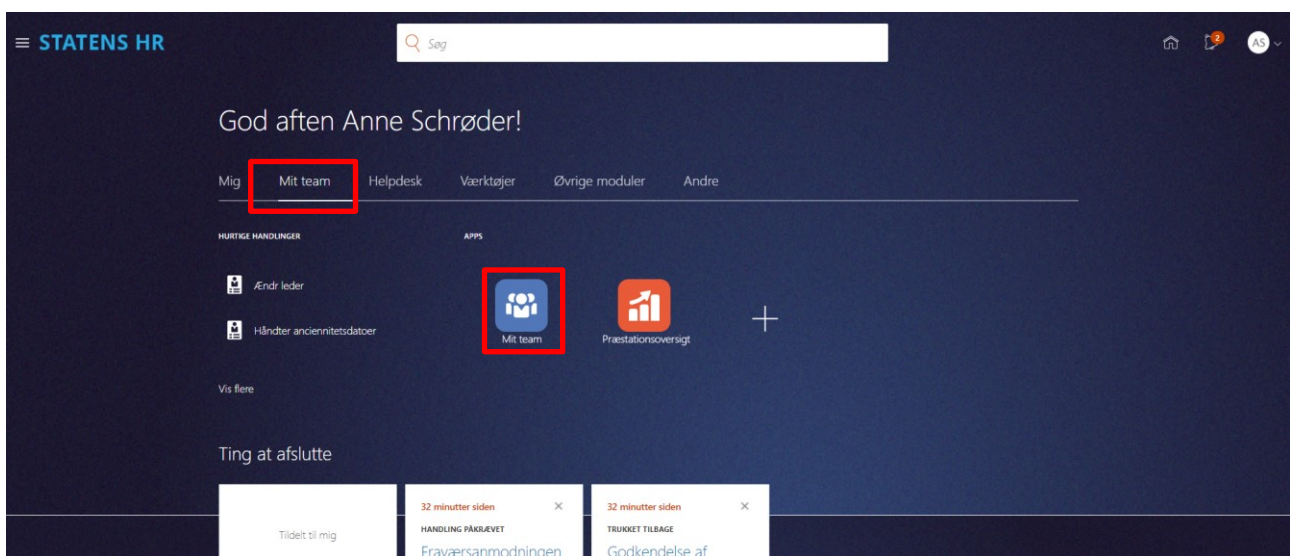 STATENS HR
Søg
2
AS
God aften Anne Schrøder!
Mig Mit team Helpdesk Værktøjer Øvrige moduler Andre
HURTIGE HANDLINGER
APPS
Ændr leder
Håndter anciennitetsdatoer
Mit team
Præstationsoversigt
Vis flere
Ting at afslutte
Tildelt til mig
32 minutter siden
HANDLING PÅKRÆVET
Fraværsanmodningen
32 minutter siden
TRUKKET TILBAGE
Godkendelse af